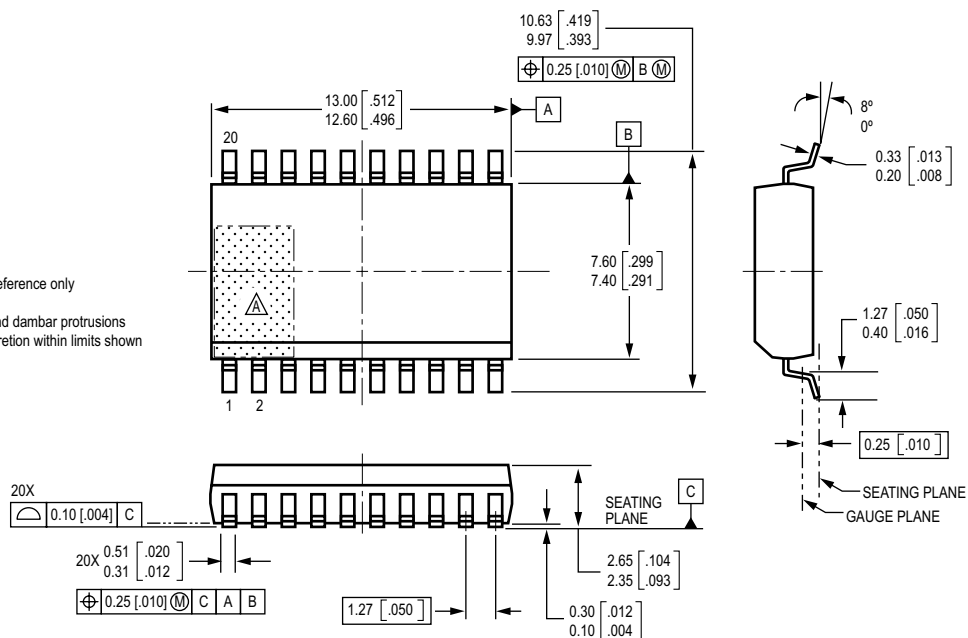 10.63 [.419]
9.97 [.393]
⌖ 0.25 [.010] Ⓜ B Ⓜ
13.00 [.512]
12.60 [.496]
A
20
B
8º
0º
0.33 [.013]
0.20 [.008]
7.60 [.299]
7.40 [.291]
eference only
A
nd dambar protrusions
retion within limits shown
1.27 [.050]
0.40 [.016]
1 2
0.25 [.010]
SEATING PLANE
GAUGE PLANE
20X
⌓ 0.10 [.004] C
SEATING
PLANE
C
20X 0.51 [.020]
0.31 [.012]
⌖ 0.25 [.010] Ⓜ C A B
1.27 [.050]
2.65 [.104]
2.35 [.093]
0.30 [.012]
0.10 [.004]